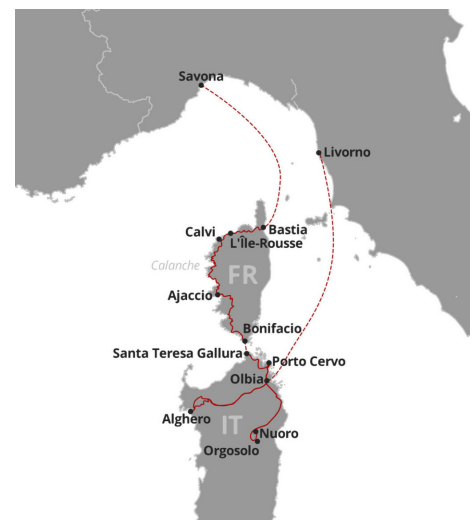 Savona
Livorno
Calvi
Bastia
L'Île-Rousse
Calanche
FR
Ajaccio
Bonifacio
Santa Teresa Gallura
Porto Cervo
Olbia
Alghero
IT
Nuoro
Orgosolo